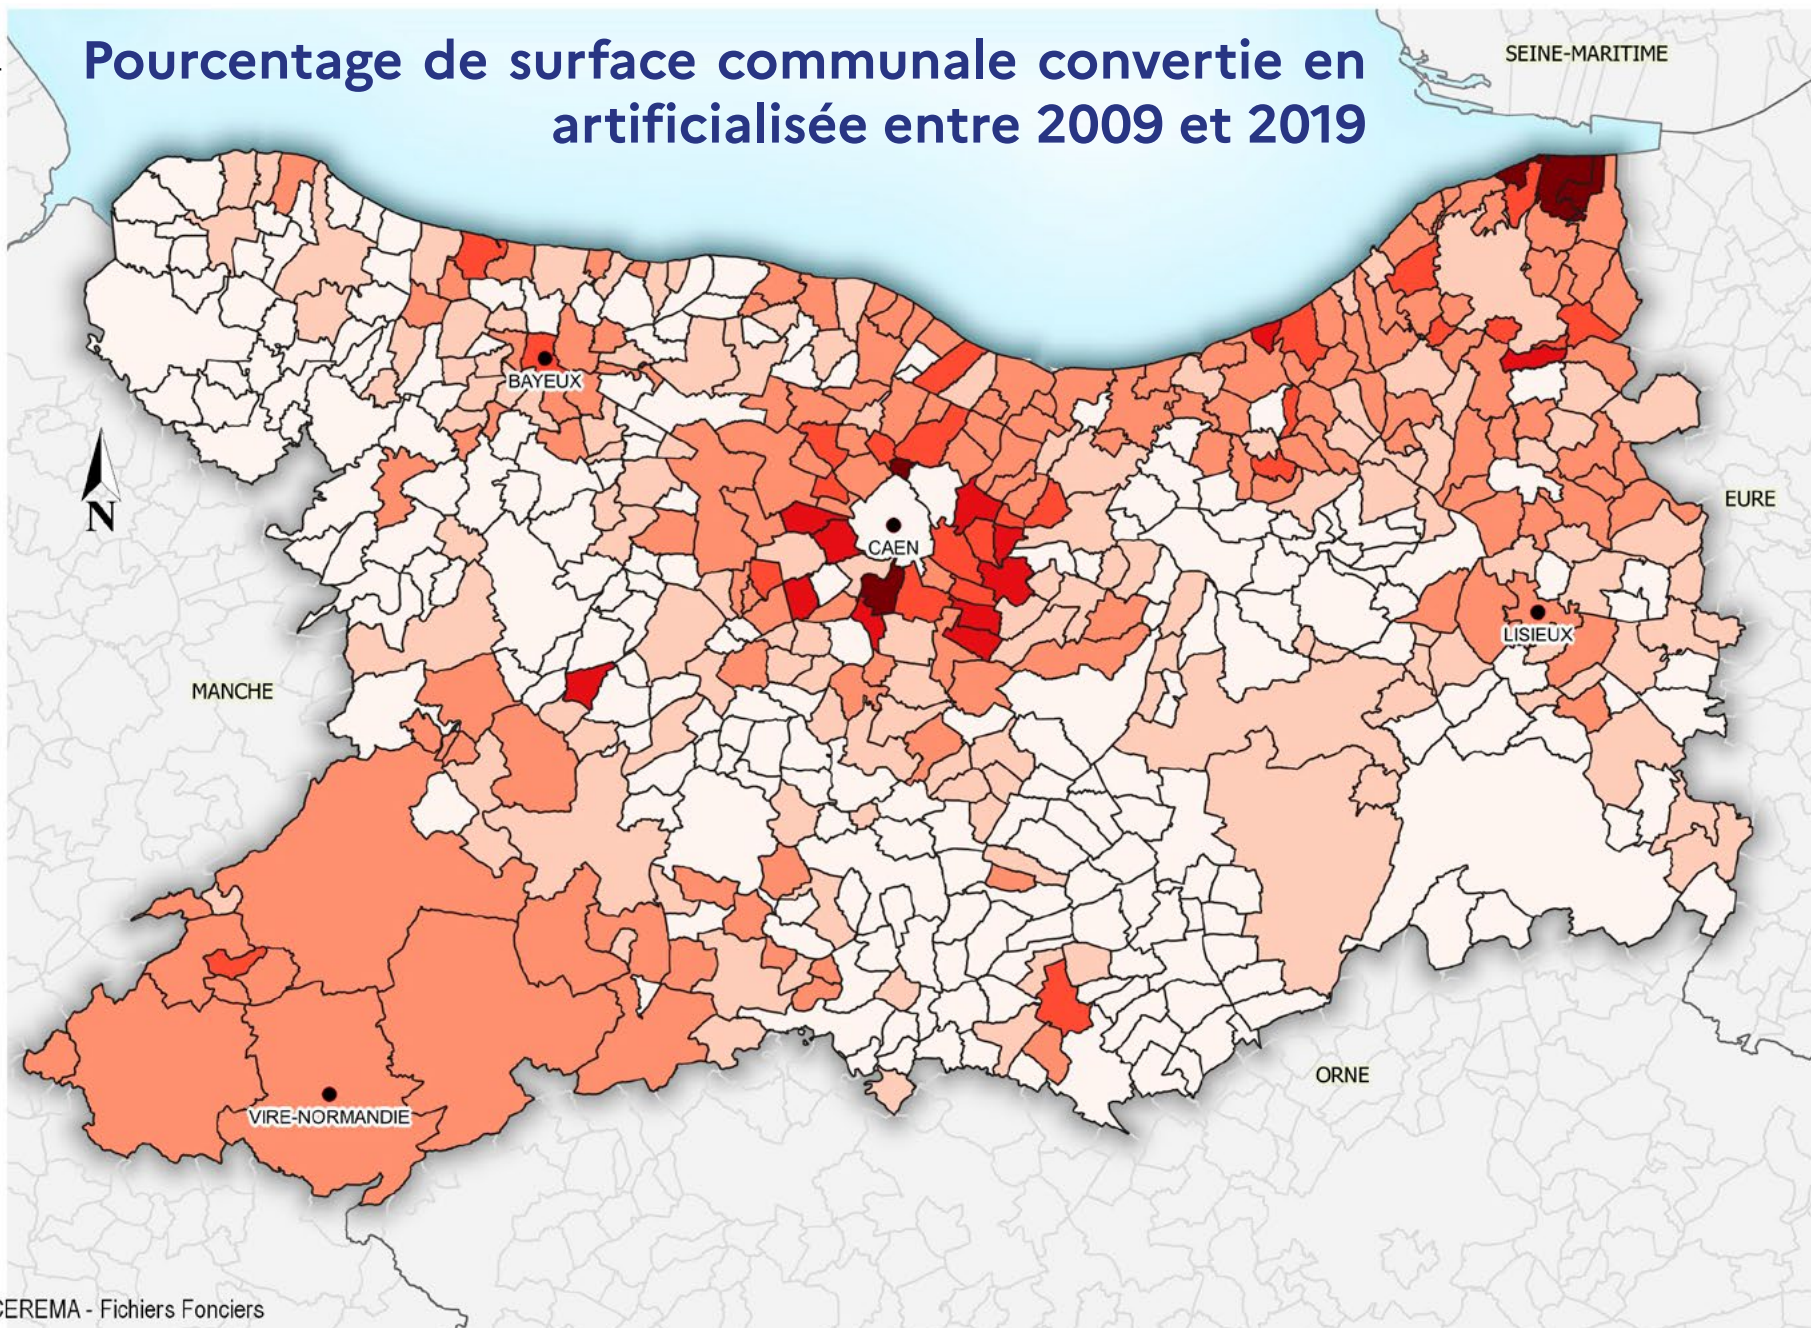 Pourcentage de surface communale convertie en
artificialisée entre 2009 et 2019
SEINE-MARITIME
BAYEUX
N
CAEN
EURE
LISIEUX
MANCHE
ORNE
VIRE-NORMANDIE
CEREMA - Fichiers Fonciers